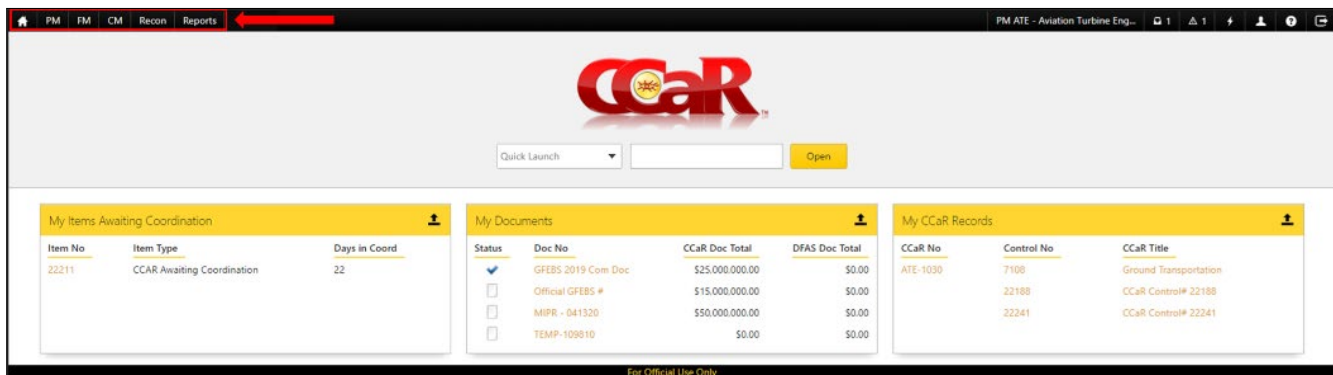 PM FM CM Recon Reports PM ATE - Aviation Turbine Eng... 1 1
CCaR TM
Quick Launch Open
My Items Awaiting Coordination
Item No Item Type Days in Coord
22211 CCAR Awaiting Coordination 22
My Documents
Status Doc No CCaR Doc Total DFAS Doc Total
GFEBS 2019 Com Doc $25,000,000.00 $0.00
Official GFEBS # $15,000,000.00 $0.00
MIPR - 041320 $50,000,000.00 $0.00
TEMP-109810 $0.00 $0.00
My CCaR Records
CCaR No Control No CCaR Title
ATE-1030 7108 Ground Transportation
22188 CCaR Control# 22188
22241 CCaR Control# 22241
For Official Use Only